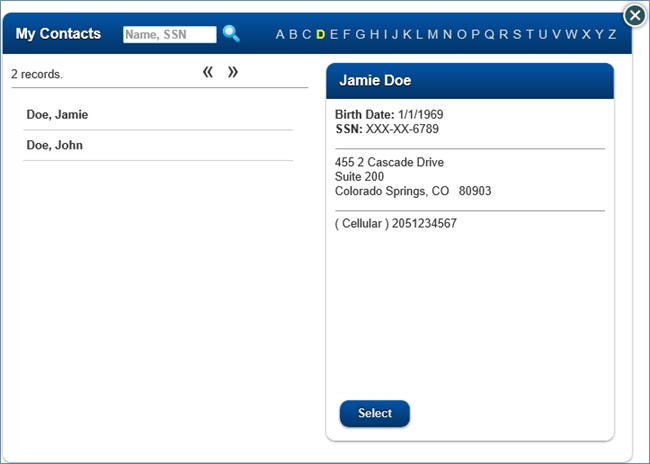 My Contacts
Name, SSN
A B C D E F G H I J K L M N O P Q R S T U V W X Y Z
2 records.
« »
Doe, Jamie
Doe, John
Jamie Doe
Birth Date: 1/1/1969
SSN: XXX-XX-6789
455 2 Cascade Drive
Suite 200
Colorado Springs, CO 80903
( Cellular ) 2051234567
Select